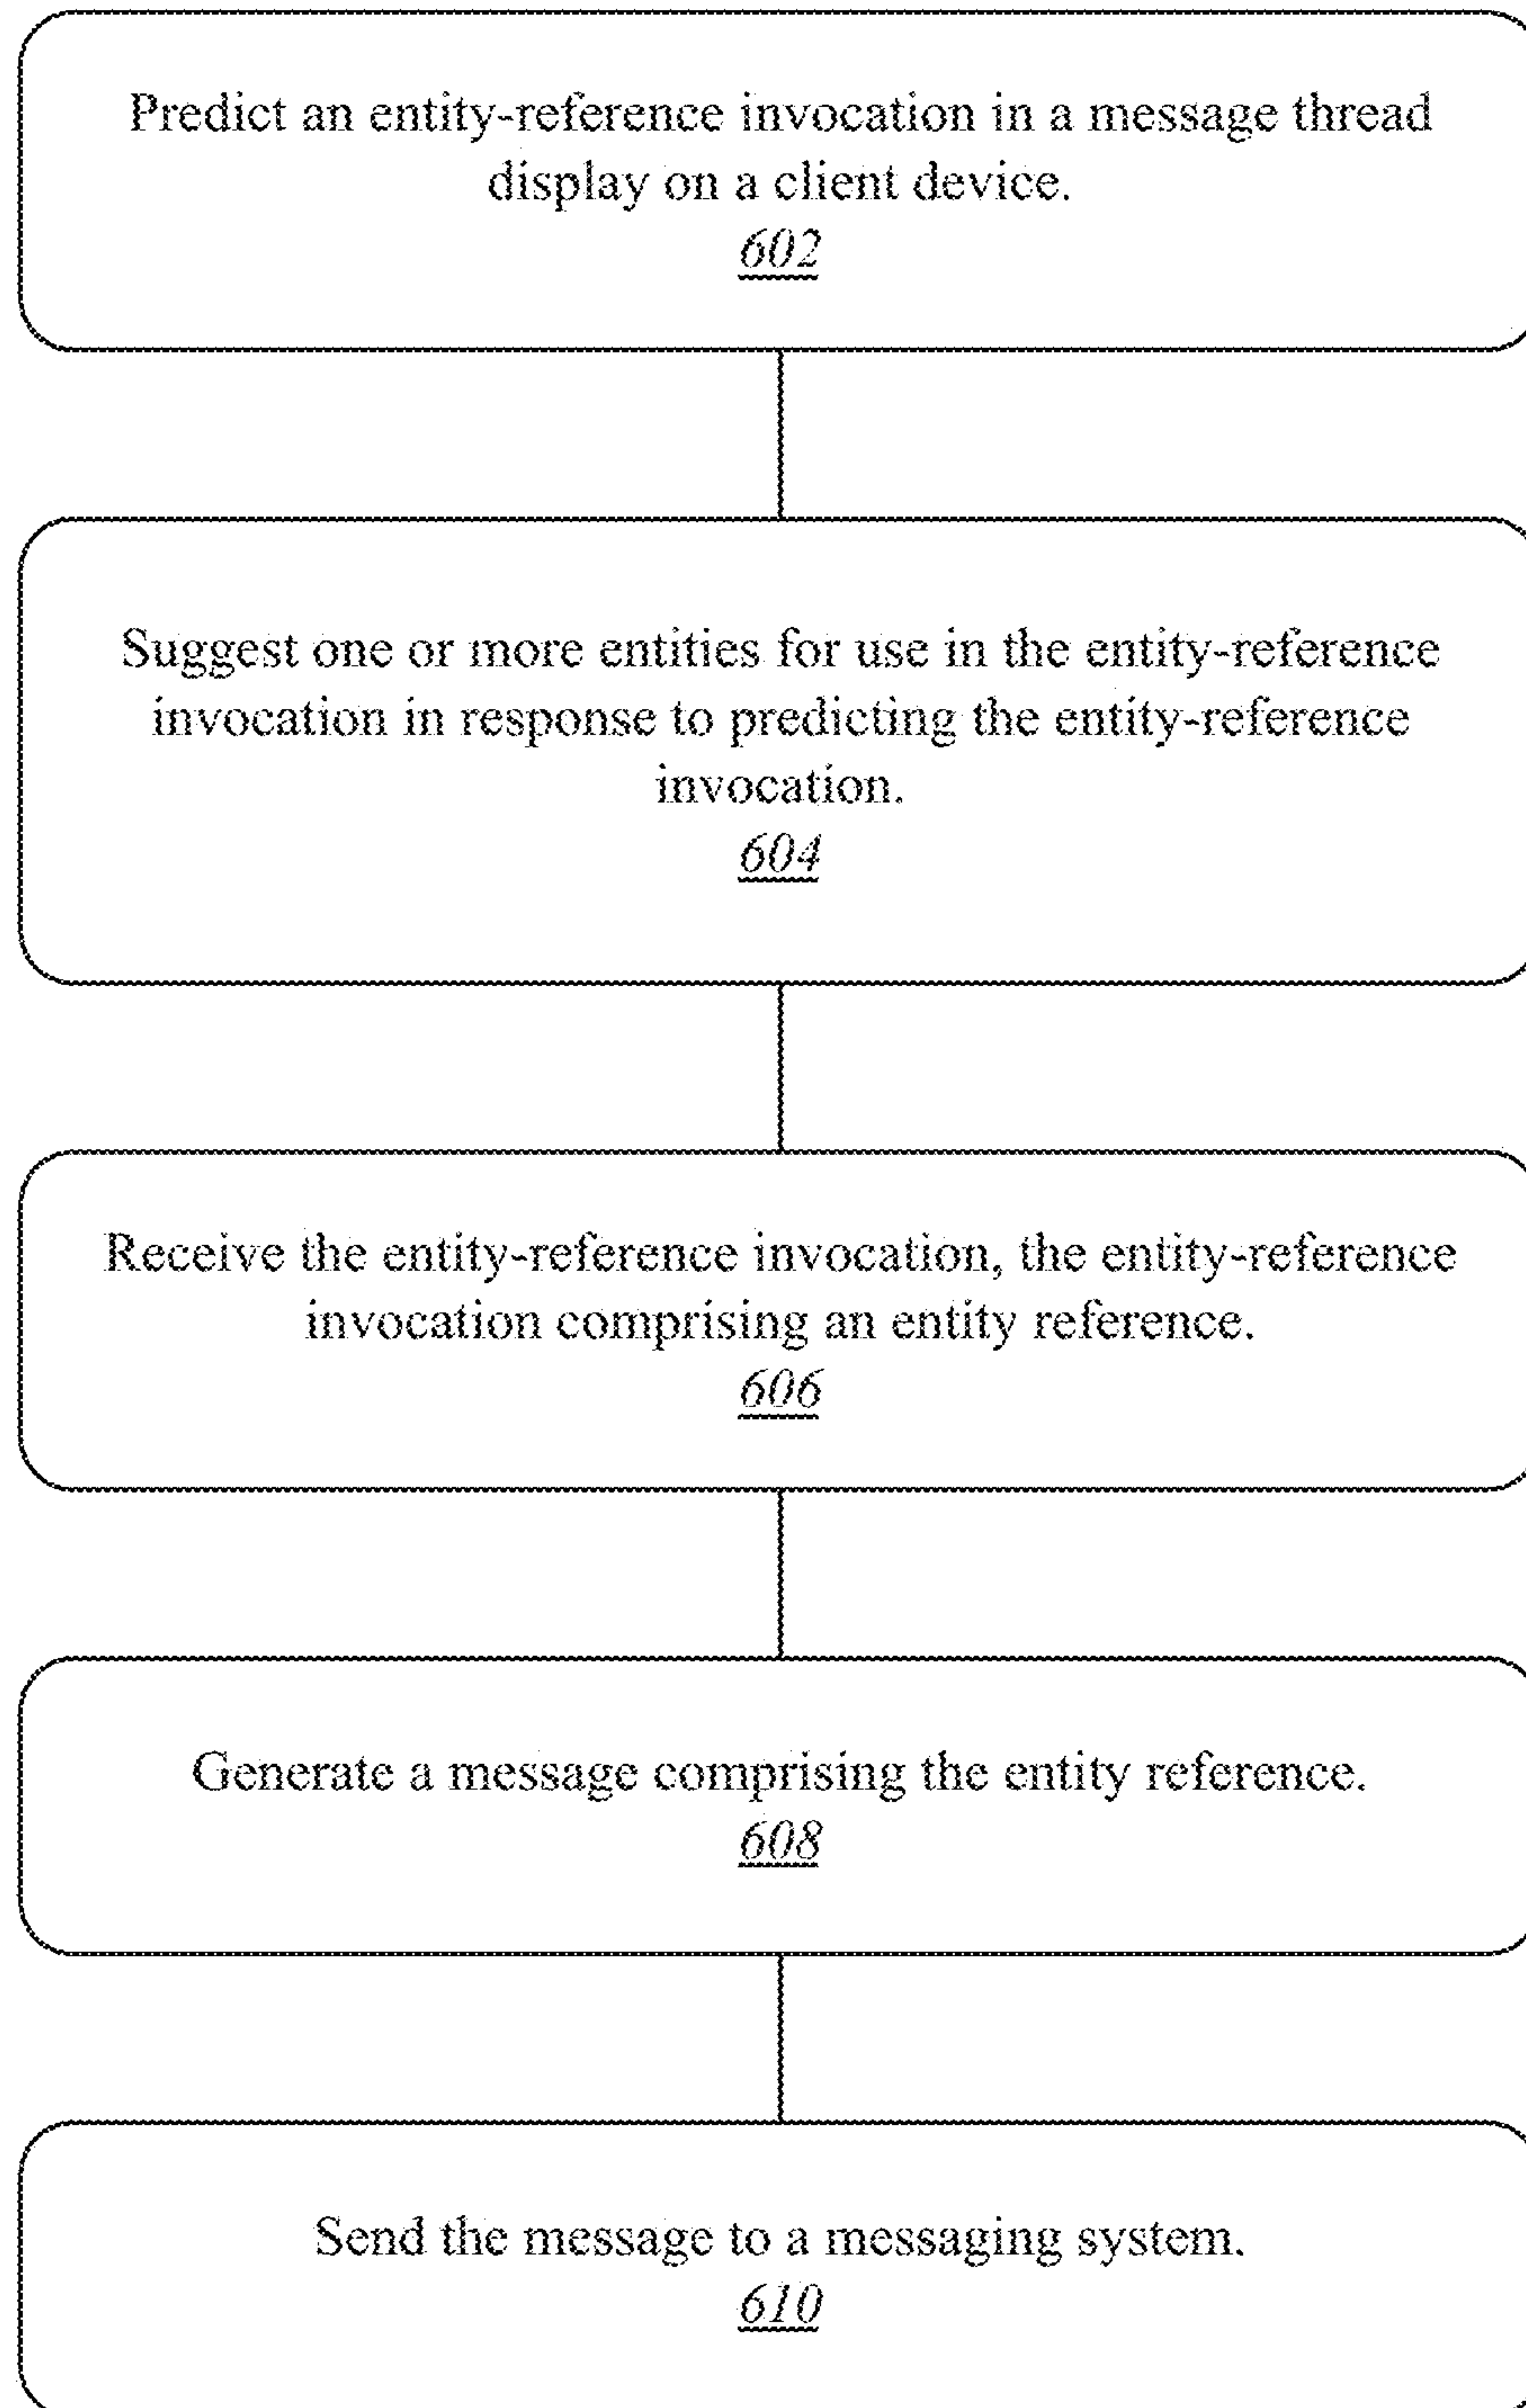 Predict an entity-reference invocation in a message thread
display on a client device.
602
Suggest one or more entities for use in the entity-reference
invocation in response to predicting the entity-reference
invocation.
604
Receive the entity-reference invocation, the entity-reference
invocation comprising an entity reference.
606
Generate a message comprising the entity reference.
608
Send the message to a messaging system.
610